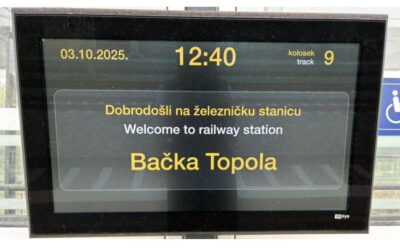 03.10.2025.
12:40
kolosek
track
9
Dobrodošli na železničku stanicu
Welcome to railway station
Bačka Topola